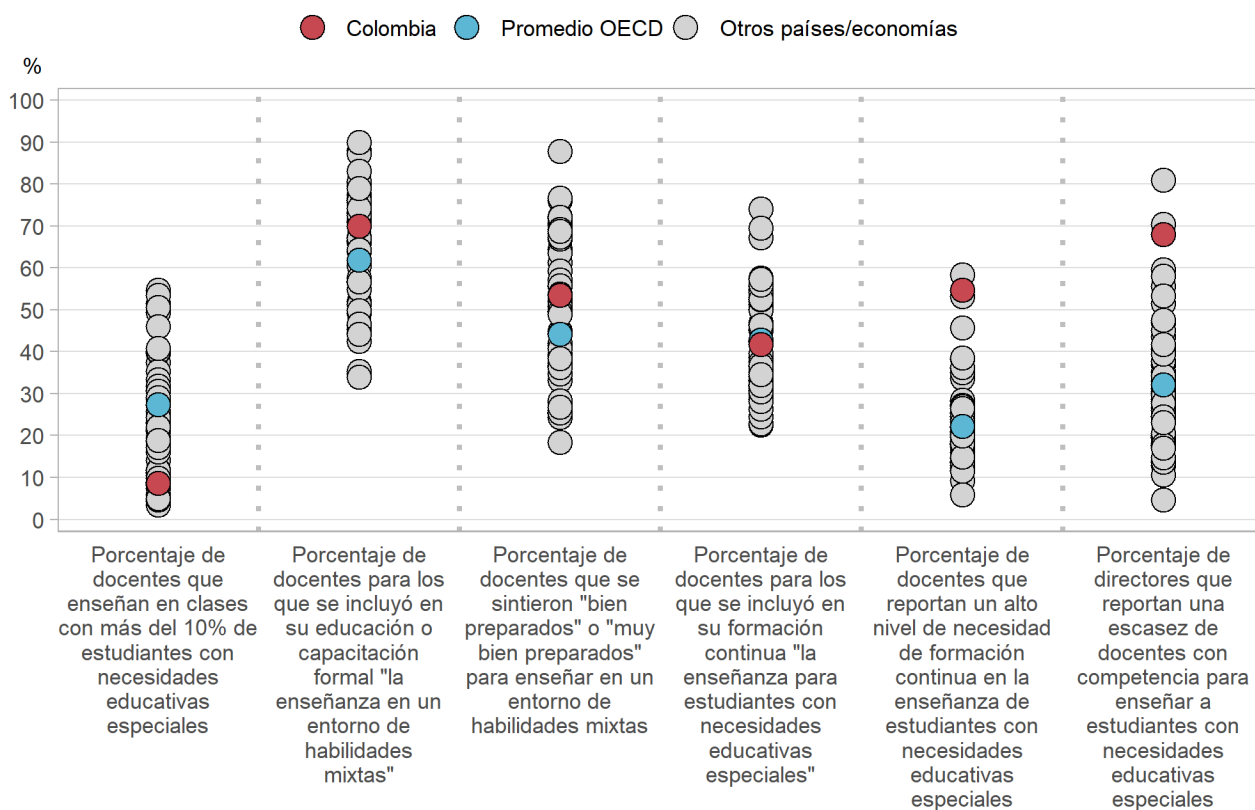 Colombia Promedio OECD Otros países/economías
%
100
90
80
70
60
50
40
30
20
10
0
Porcentaje de
docentes que
enseñan en clases
con más del 10% de
estudiantes con
necesidades
educativas
especiales
Porcentaje de
docentes para los
que se incluyó en
su educación o
capacitación
formal "la
enseñanza en un
entorno de
habilidades
mixtas"
Porcentaje de
docentes que se
sintieron "bien
preparados" o "muy
bien preparados"
para enseñar en un
entorno de
habilidades mixtas
Porcentaje de
docentes para los
que se incluyó en
su formación
continua "la
enseñanza para
estudiantes con
necesidades
educativas
especiales"
Porcentaje de
docentes que
reportan un alto
nivel de necesidad
de formación
continua en la
enseñanza de
estudiantes con
necesidades
educativas
especiales
Porcentaje de
directores que
reportan una
escasez de
docentes con
competencia para
enseñar a
estudiantes con
necesidades
educativas
especiales